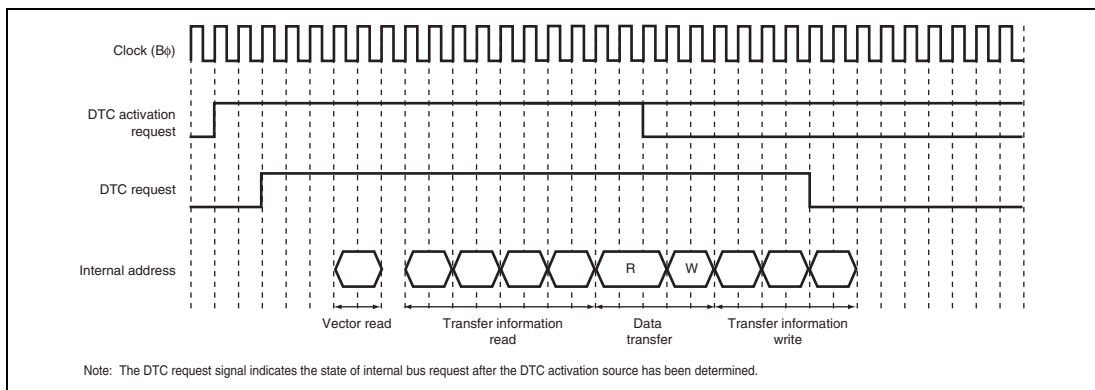 Clock (Bϕ)
DTC activation
request
DTC request
Internal address
R
W
Vector read
Transfer information
read
Data
transfer
Transfer information
write
Note: The DTC request signal indicates the state of internal bus request after the DTC activation source has been determined.